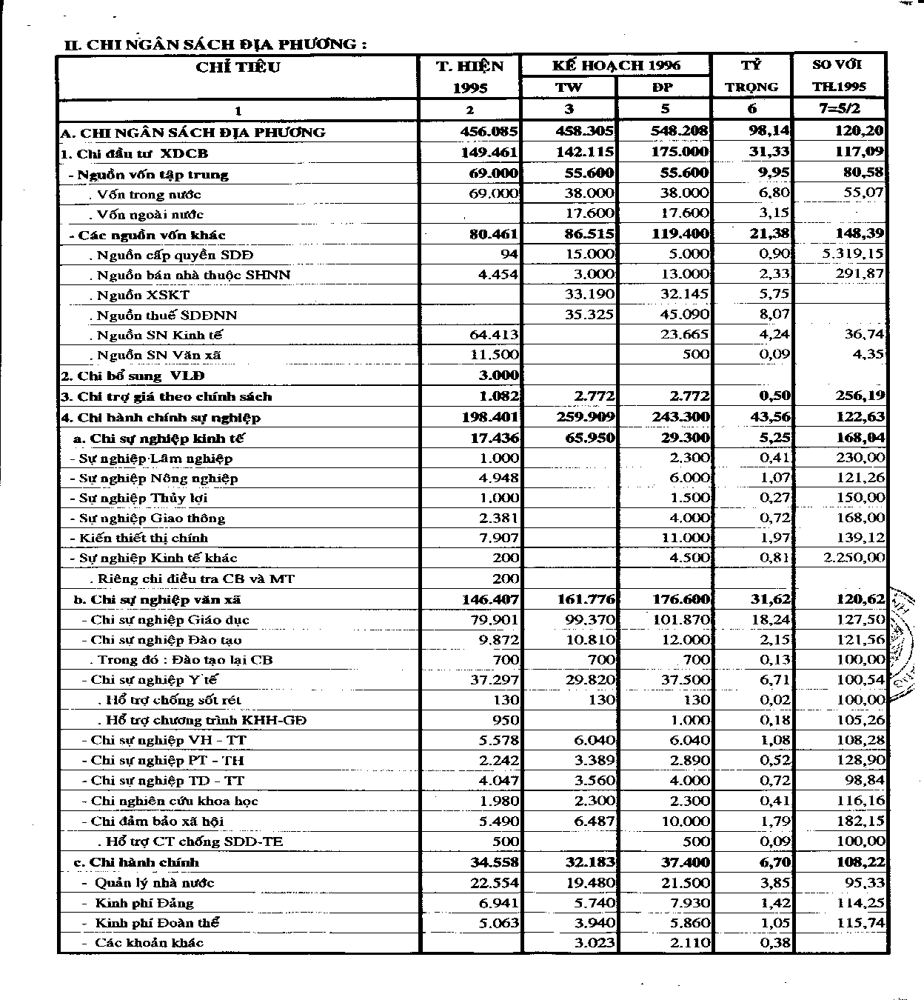 II. CHI NGÂN SÁCH ĐỊA PHƯƠNG :
CHỈ TIÊU T. HIỆN KẾ HOẠCH 1996 TỶ SO VỚI
1995 TW ĐP TRỌNG TH.1995
1 2 3 5 6 7=5/2
A. CHI NGÂN SÁCH ĐỊA PHƯƠNG 456.085 458.305 548.208 98,14 120,20
1. Chi đầu tư XDCB 149.461 142.115 175.000 31,33 117,09
- Nguồn vốn tập trung 69.000 55.600 55.600 9,95 80,58
. Vốn trong nước 69.000 38.000 38.000 6,80 55,07
. Vốn ngoài nước 17.600 17.600 3,15
- Các nguồn vốn khác 80.461 86.515 119.400 21,38 148,39
. Nguồn cấp quyền SDĐ 94 15.000 5.000 0,90 5.319,15
. Nguồn bán nhà thuộc SHNN 4.454 3.000 13.000 2,33 291,87
. Nguồn XSKT 33.190 32.145 5,75
. Nguồn thuế SDĐNN 35.325 45.090 8,07
. Nguồn SN Kinh tế 64.413 23.665 4,24 36,74
. Nguồn SN Văn xã 11.500 500 0,09 4,35
2. Chi bổ sung VLĐ 3.000
3. Chi trợ giá theo chính sách 1.082 2.772 2.772 0,50 256,19
4. Chi hành chính sự nghiệp 198.401 259.909 243.300 43,56 122,63
a. Chi sự nghiệp kinh tế 17.436 65.950 29.300 5,25 168,04
- Sự nghiệp Lâm nghiệp 1.000 2.300 0,41 230,00
- Sự nghiệp Nông nghiệp 4.948 6.000 1,07 121,26
- Sự nghiệp Thủy lợi 1.000 1.500 0,27 150,00
- Sự nghiệp Giao thông 2.381 4.000 0,72 168,00
- Kiến thiết thị chính 7.907 11.000 1,97 139,12
- Sự nghiệp Kinh tế khác 200 4.500 0,81 2.250,00
. Riêng chi điều tra CB và MT 200
b. Chi sự nghiệp văn xã 146.407 161.776 176.600 31,62 120,62
- Chi sư nghiệp Giáo dục 79.901 99.370 101.870 18,24 127,50
- Chi sự nghiệp Đào tạo 9.872 10.810 12.000 2,15 121,56
. Trong đó : Đào tạo lại CB 700 700 700 0,13 100,00
- Chi sự nghiệp Y tế 37.297 29.820 37.500 6,71 100,54
. Hổ trợ chống sốt rét 130 130 130 0,02 100,00
. Hổ trợ chương trình KHH-GĐ 950 1.000 0,18 105,26
- Chi sự nghiệp VH - TT 5.578 6.040 6.040 1,08 108,28
- Chi sự nghiệp PT - TH 2.242 3.389 2.890 0,52 128,90
- Chi sự nghiệp TD - TT 4.047 3.560 4.000 0,72 98,84
- Chi nghiên cứu khoa học 1.980 2.300 2.300 0,41 116,16
- Chi đảm bảo xã hội 5.490 6.487 10.000 1,79 182,15
. Hổ trợ CT chống SDD-TE 500 500 0,09 100,00
c. Chi hành chính 34.558 32.183 37.400 6,70 108,22
- Quản lý nhà nước 22.554 19.480 21.500 3,85 95,33
- Kinh phí Đảng 6.941 5.740 7.930 1,42 114,25
- Kinh phí Đoàn thể 5.063 3.940 5.860 1,05 115,74
- Các khoản khác 3.023 2.110 0,38